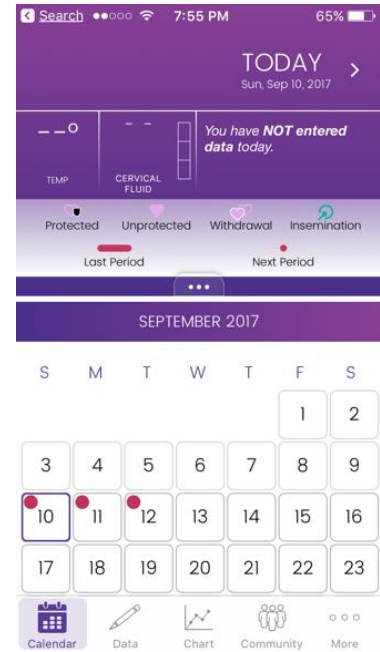 Search 7:55 PM 65%
TODAY
Sun, Sep 10, 2017
>
--°
TEMP
- -
CERVICAL
FLUID
You have NOT entered
data today.
Protected Unprotected Withdrawal Insemination
Last Period Next Period
SEPTEMBER 2017
S M T W T F S
1 2
3 4 5 6 7 8 9
10 11 12 13 14 15 16
17 18 19 20 21 22 23
Calendar Data Chart Community More